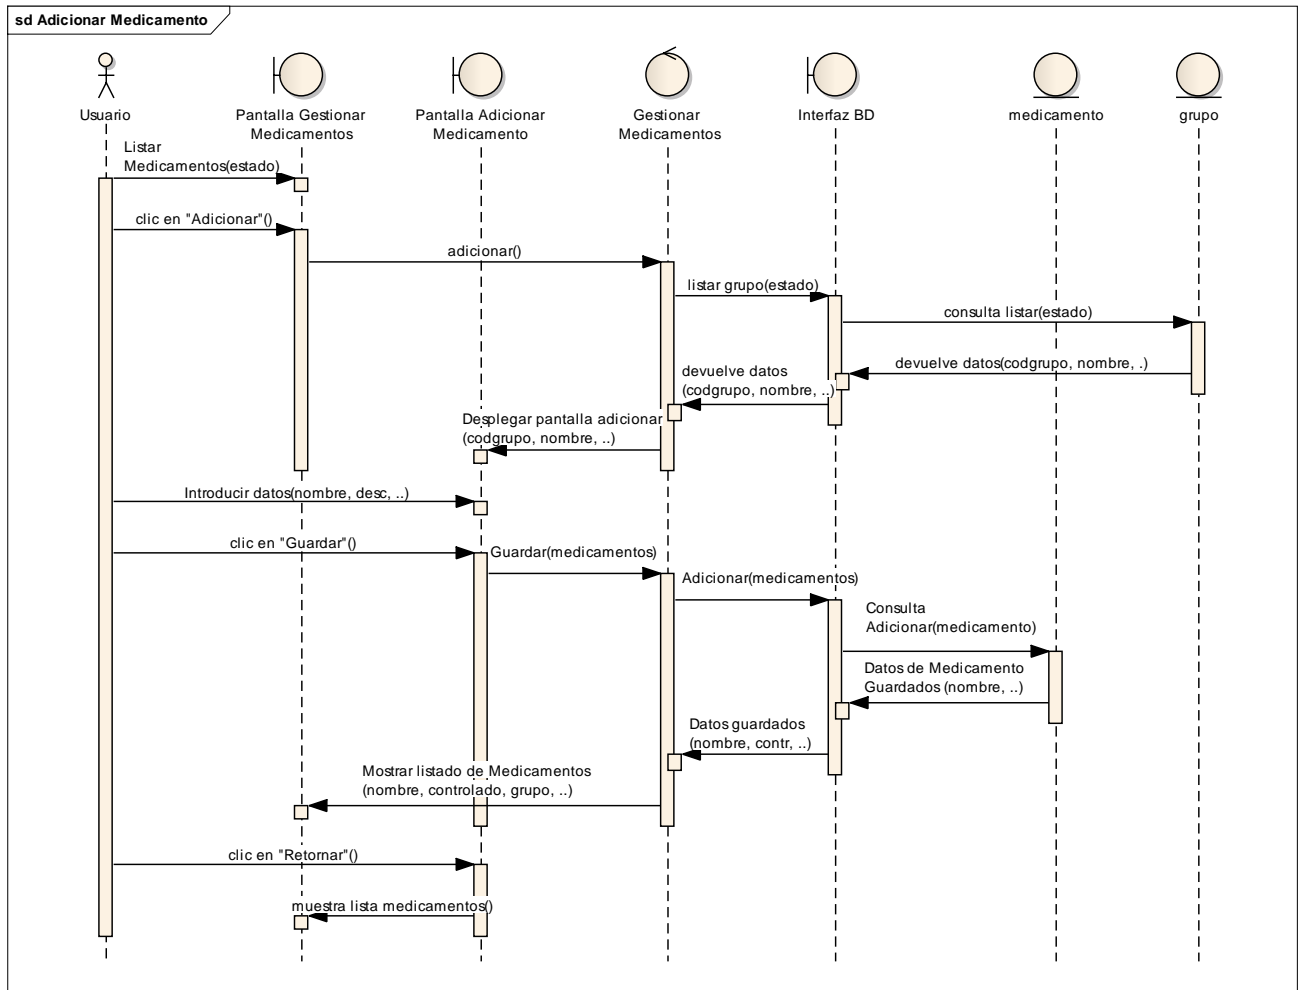 sd Adicionar Medicamento
Usuario
Pantalla Gestionar
Medicamentos
Pantalla Adicionar
Medicamento
Gestionar
Medicamentos
Interfaz BD
medicamento
grupo
Listar
Medicamentos(estado)
clic en "Adicionar"()
adicionar()
listar grupo(estado)
consulta listar(estado)
devuelve datos(codgrupo, nombre, .)
devuelve datos
(codgrupo, nombre, ..)
Desplegar pantalla adicionar
(codgrupo, nombre, ..)
Introducir datos(nombre, desc, ..)
clic en "Guardar"()
Guardar(medicamentos)
Adicionar(medicamentos)
Consulta
Adicionar(medicamento)
Datos de Medicamento
Guardados (nombre, ..)
Datos guardados
(nombre, contr, ..)
Mostrar listado de Medicamentos
(nombre, controlado, grupo, ..)
clic en "Retornar"()
muestra lista medicamentos()